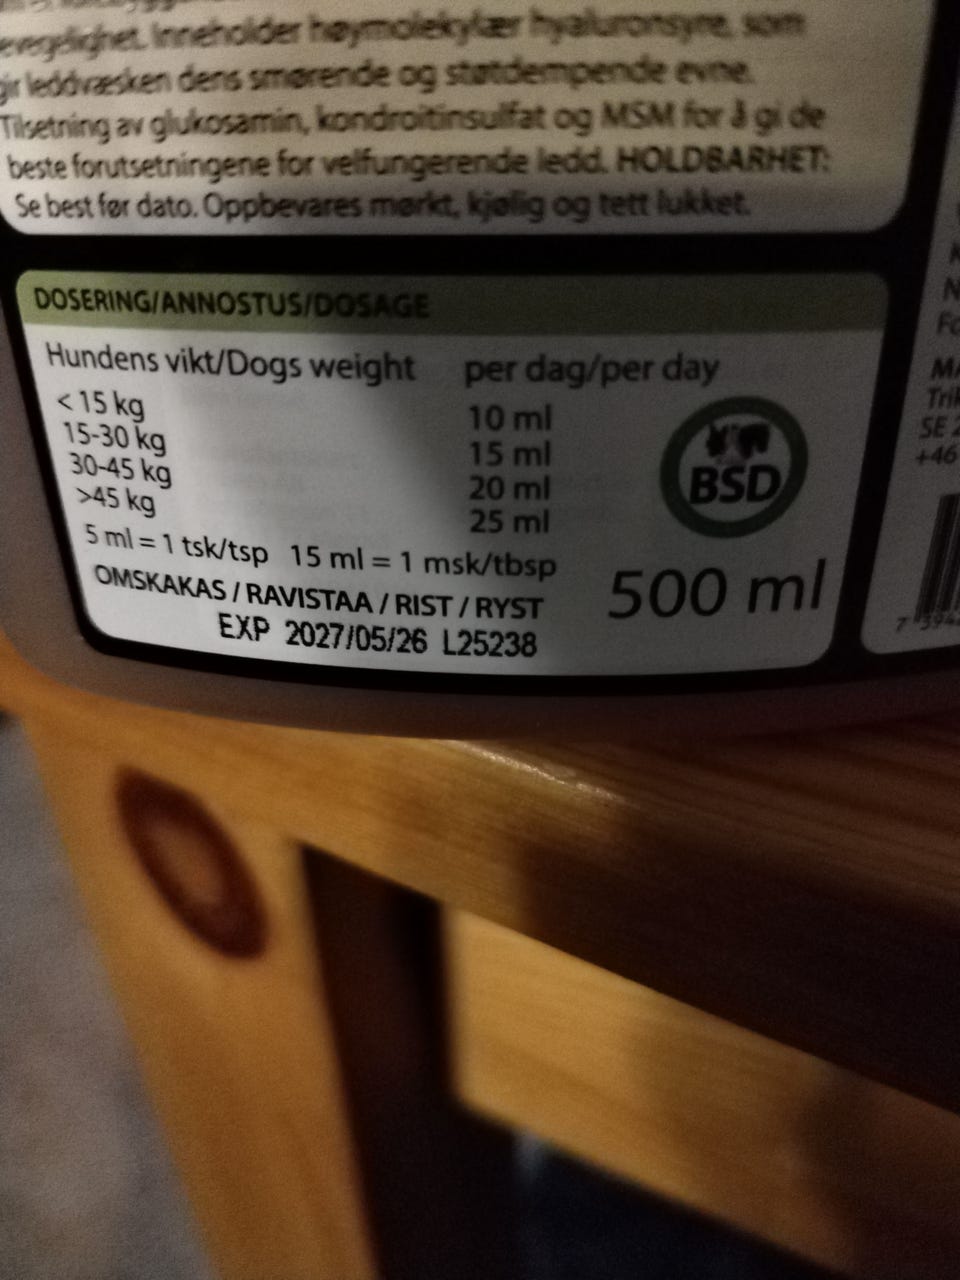 evegelighet. Inneholder høymolekylær hyaluronsyre, som
gir leddvæsken dens smørende og støtdempende evne.
Tilsetning av glukosamin, kondroitinsulfat og MSM for å gi de
beste forutsetningene for velfungerende ledd. HOLDBARHET:
Se best før dato. Oppbevares mørkt, kjølig og tett lukket.
DOSERING/ANNOSTUS/DOSAGE
Hundens vikt/Dogs weight per dag/per day
< 15 kg 10 ml
15-30 kg 15 ml
30-45 kg 20 ml
>45 kg 25 ml
BSD
5 ml = 1 tsk/tsp 15 ml = 1 msk/tbsp
OMSKAKAS / RAVISTAA / RIST / RYST
500 ml
EXP 2027/05/26 L25238
SE 2
+46